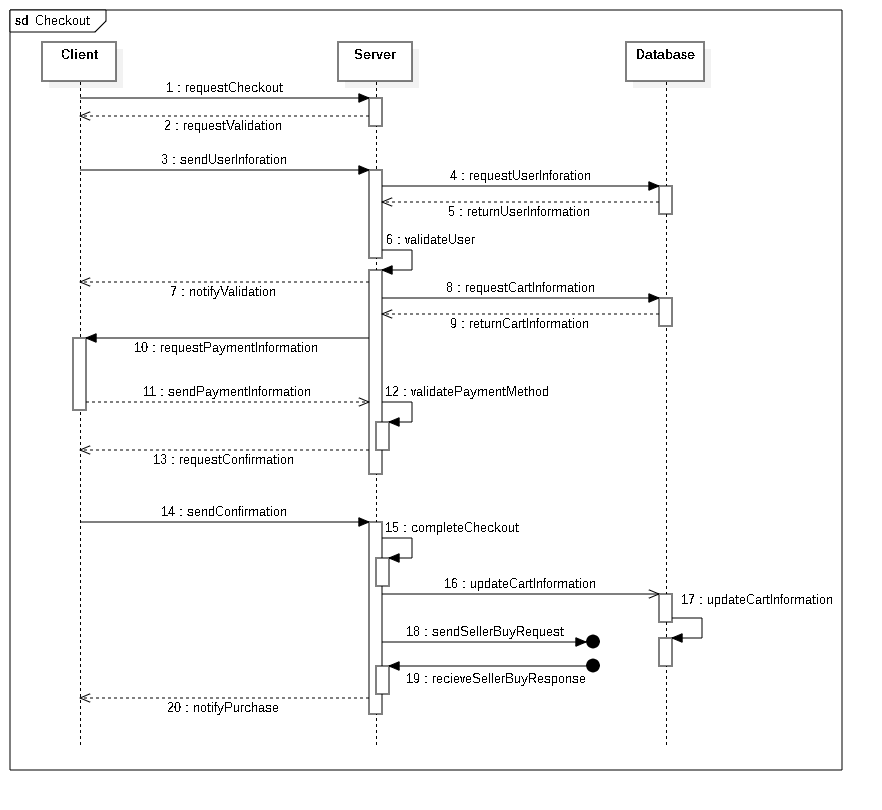 sd Checkout
Client
Server
Database
1 : requestCheckout
2 : requestValidation
3 : sendUserInforation
4 : requestUserInforation
5 : returnUserInformation
6 : validateUser
7 : notifyValidation
8 : requestCartInformation
9 : returnCartInformation
10 : requestPaymentInformation
11 : sendPaymentInformation
12 : validatePaymentMethod
13 : requestConfirmation
14 : sendConfirmation
15 : completeCheckout
16 : updateCartInformation
17 : updateCartInformation
18 : sendSellerBuyRequest
19 : recieveSellerBuyResponse
20 : notifyPurchase